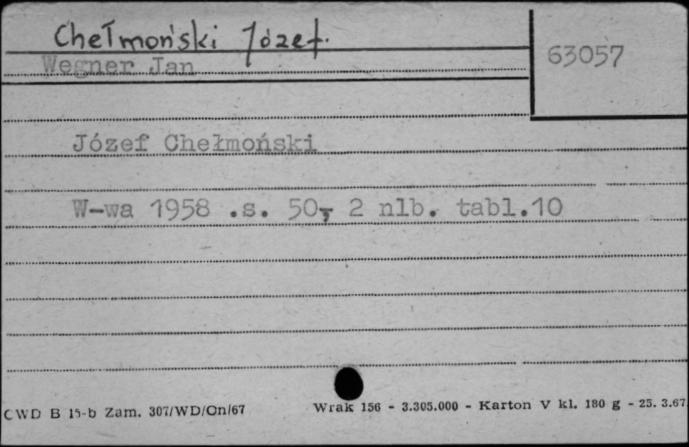 Chełmoński Józef.
63057
Wegner Jan
Józef Chełmoński
W-wa 1958 .s. 50, 2 nlb. tabl.10
CWD B 15-b Zam. 307/WD/On/67 Wrak 156 - 3.305.000 - Karton V kl. 180 g - 25. 3.67